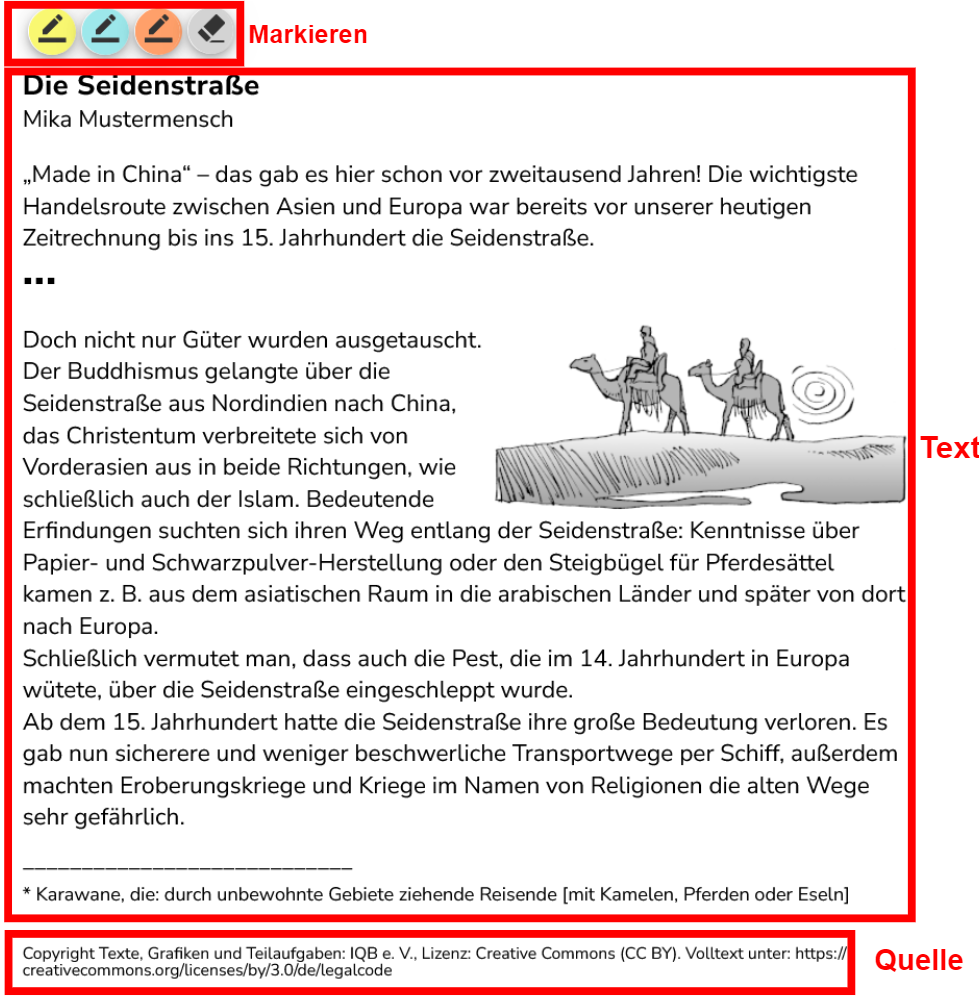 Markieren
Die Seidenstraße
Mika Mustermensch
„Made in China“ – das gab es hier schon vor zweitausend Jahren! Die wichtigste
Handelsroute zwischen Asien und Europa war bereits vor unserer heutigen
Zeitrechnung bis ins 15. Jahrhundert die Seidenstraße.
...
Doch nicht nur Güter wurden ausgetauscht.
Der Buddhismus gelangte über die
Seidenstraße aus Nordindien nach China,
das Christentum verbreitete sich von
Vorderasien aus in beide Richtungen, wie
schließlich auch der Islam. Bedeutende
Erfindungen suchten sich ihren Weg entlang der Seidenstraße: Kenntnisse über
Papier- und Schwarzpulver-Herstellung oder den Steigbügel für Pferdesättel
kamen z. B. aus dem asiatischen Raum in die arabischen Länder und später von dort
nach Europa.
Schließlich vermutet man, dass auch die Pest, die im 14. Jahrhundert in Europa
wütete, über die Seidenstraße eingeschleppt wurde.
Ab dem 15. Jahrhundert hatte die Seidenstraße ihre große Bedeutung verloren. Es
gab nun sicherere und weniger beschwerliche Transportwege per Schiff, außerdem
machten Eroberungskriege und Kriege im Namen von Religionen die alten Wege
sehr gefährlich.
____________________________
* Karawane, die: durch unbewohnte Gebiete ziehende Reisende [mit Kamelen, Pferden oder Eseln]
Text
Copyright Texte, Grafiken und Teilaufgaben: IQB e. V., Lizenz: Creative Commons (CC BY). Volltext unter: https://
creativecommons.org/licenses/by/3.0/de/legalcode
Quelle